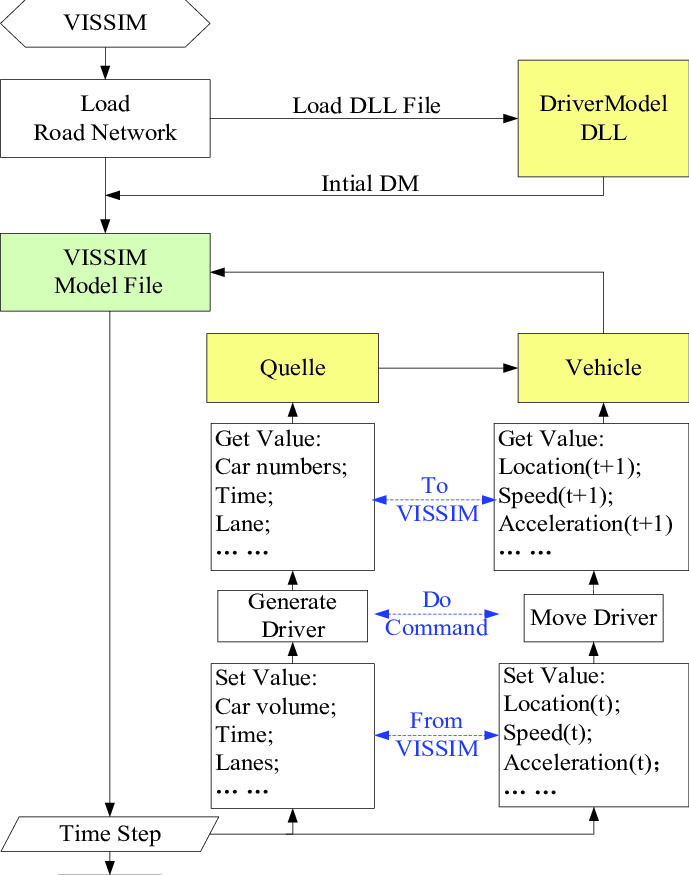 VISSIM
Load
Road Network
Load DLL File
DriverModel
DLL
Intial DM
VISSIM
Model File
Quelle
Vehicle
Get Value:
Car numbers;
Time;
Lane;
... ...
To
VISSIM
Get Value:
Location(t+1);
Speed(t+1);
Acceleration(t+1)
... ...
Generate
Driver
Do
Command
Move Driver
Set Value:
Car volume;
Time;
Lanes;
... ...
From
VISSIM
Set Value:
Location(t);
Speed(t);
Acceleration(t);
... ...
Time Step